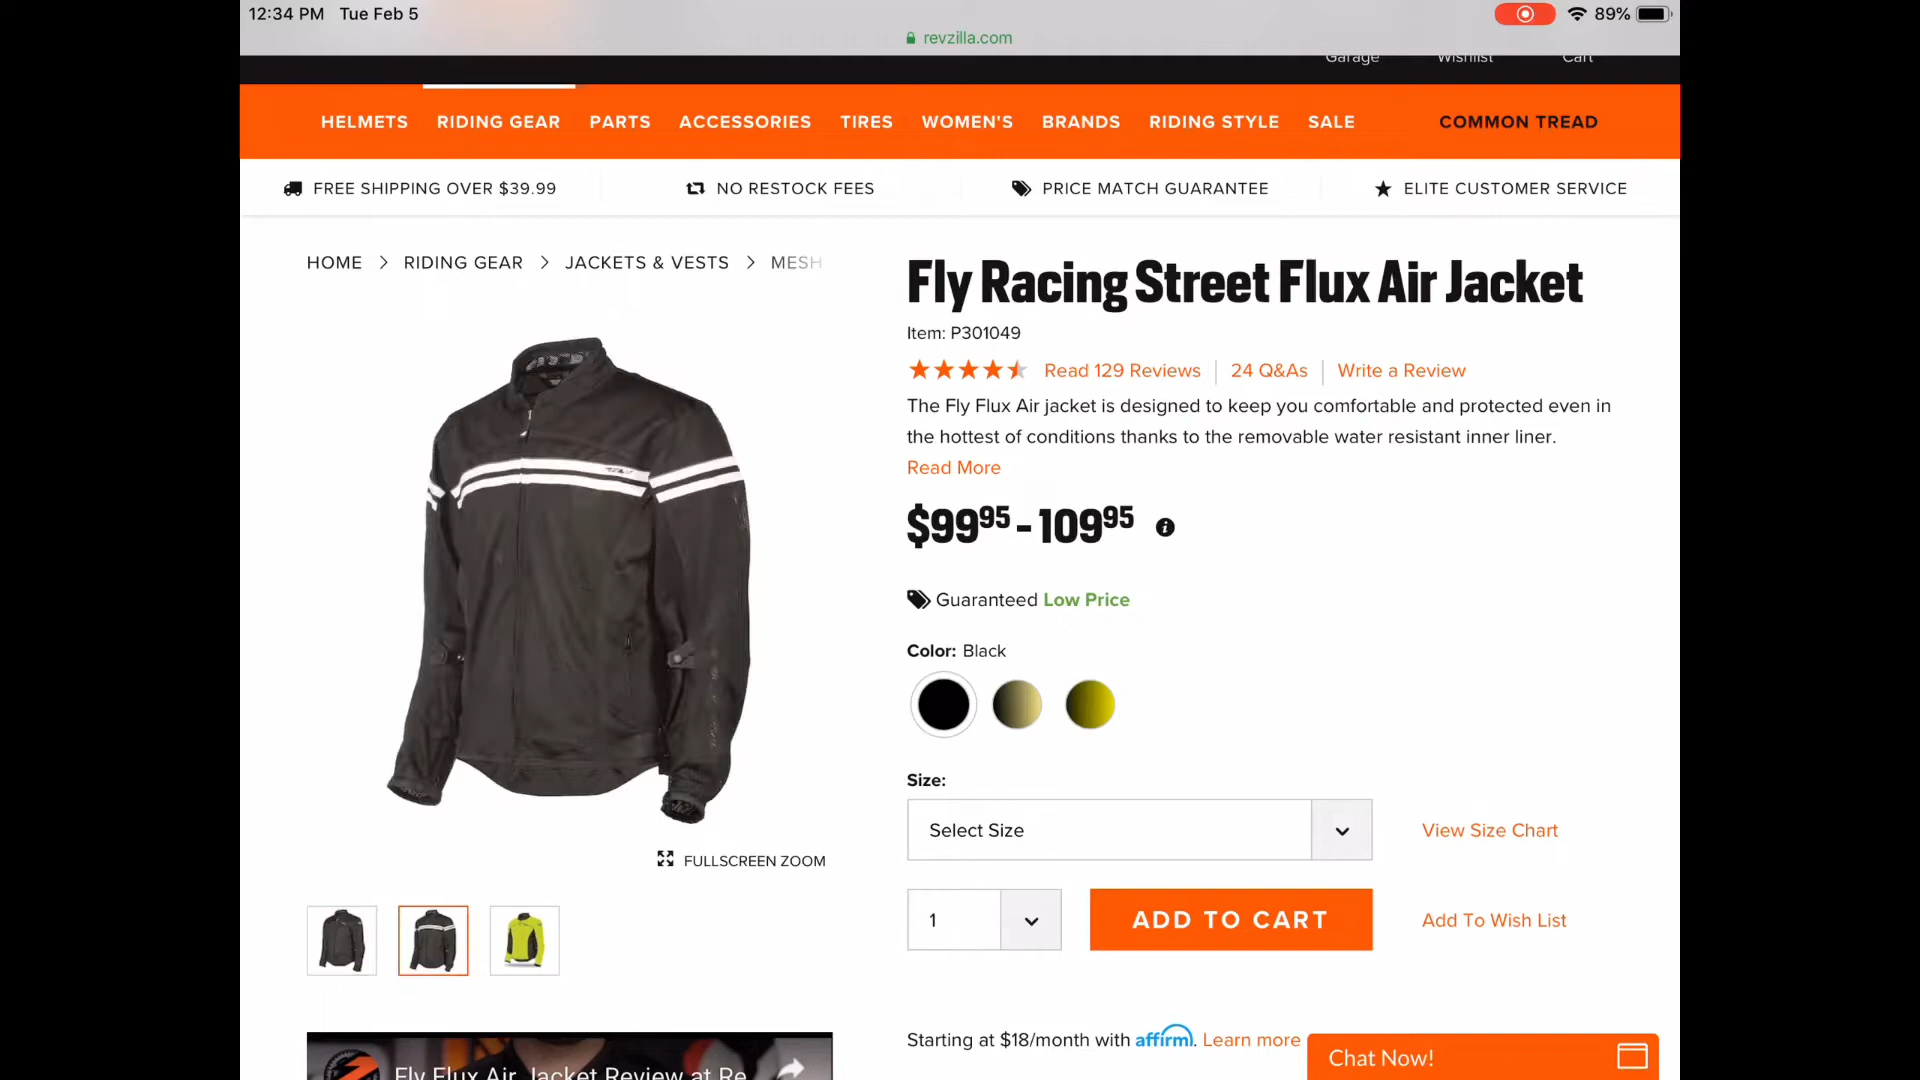 12:34 PM Tue Feb 5
89%
revzilla.com
Garage Wishlist Cart
HELMETS RIDING GEAR PARTS ACCESSORIES TIRES WOMEN'S BRANDS RIDING STYLE SALE COMMON TREAD
FREE SHIPPING OVER $39.99 NO RESTOCK FEES PRICE MATCH GUARANTEE ELITE CUSTOMER SERVICE
HOME > RIDING GEAR > JACKETS & VESTS > MESH
Fly Racing Street Flux Air Jacket
Item: P301049
Read 129 Reviews | 24 Q&As | Write a Review
The Fly Flux Air jacket is designed to keep you comfortable and protected even in
the hottest of conditions thanks to the removable water resistant inner liner.
Read More
$99.95 - 109.95
Guaranteed Low Price
Color: Black
Size:
Select Size
View Size Chart
1
ADD TO CART
Add To Wish List
FULLSCREEN ZOOM
Starting at $18/month with affirm. Learn more
Chat Now!
Fly Flux Air Jacket Review at Re